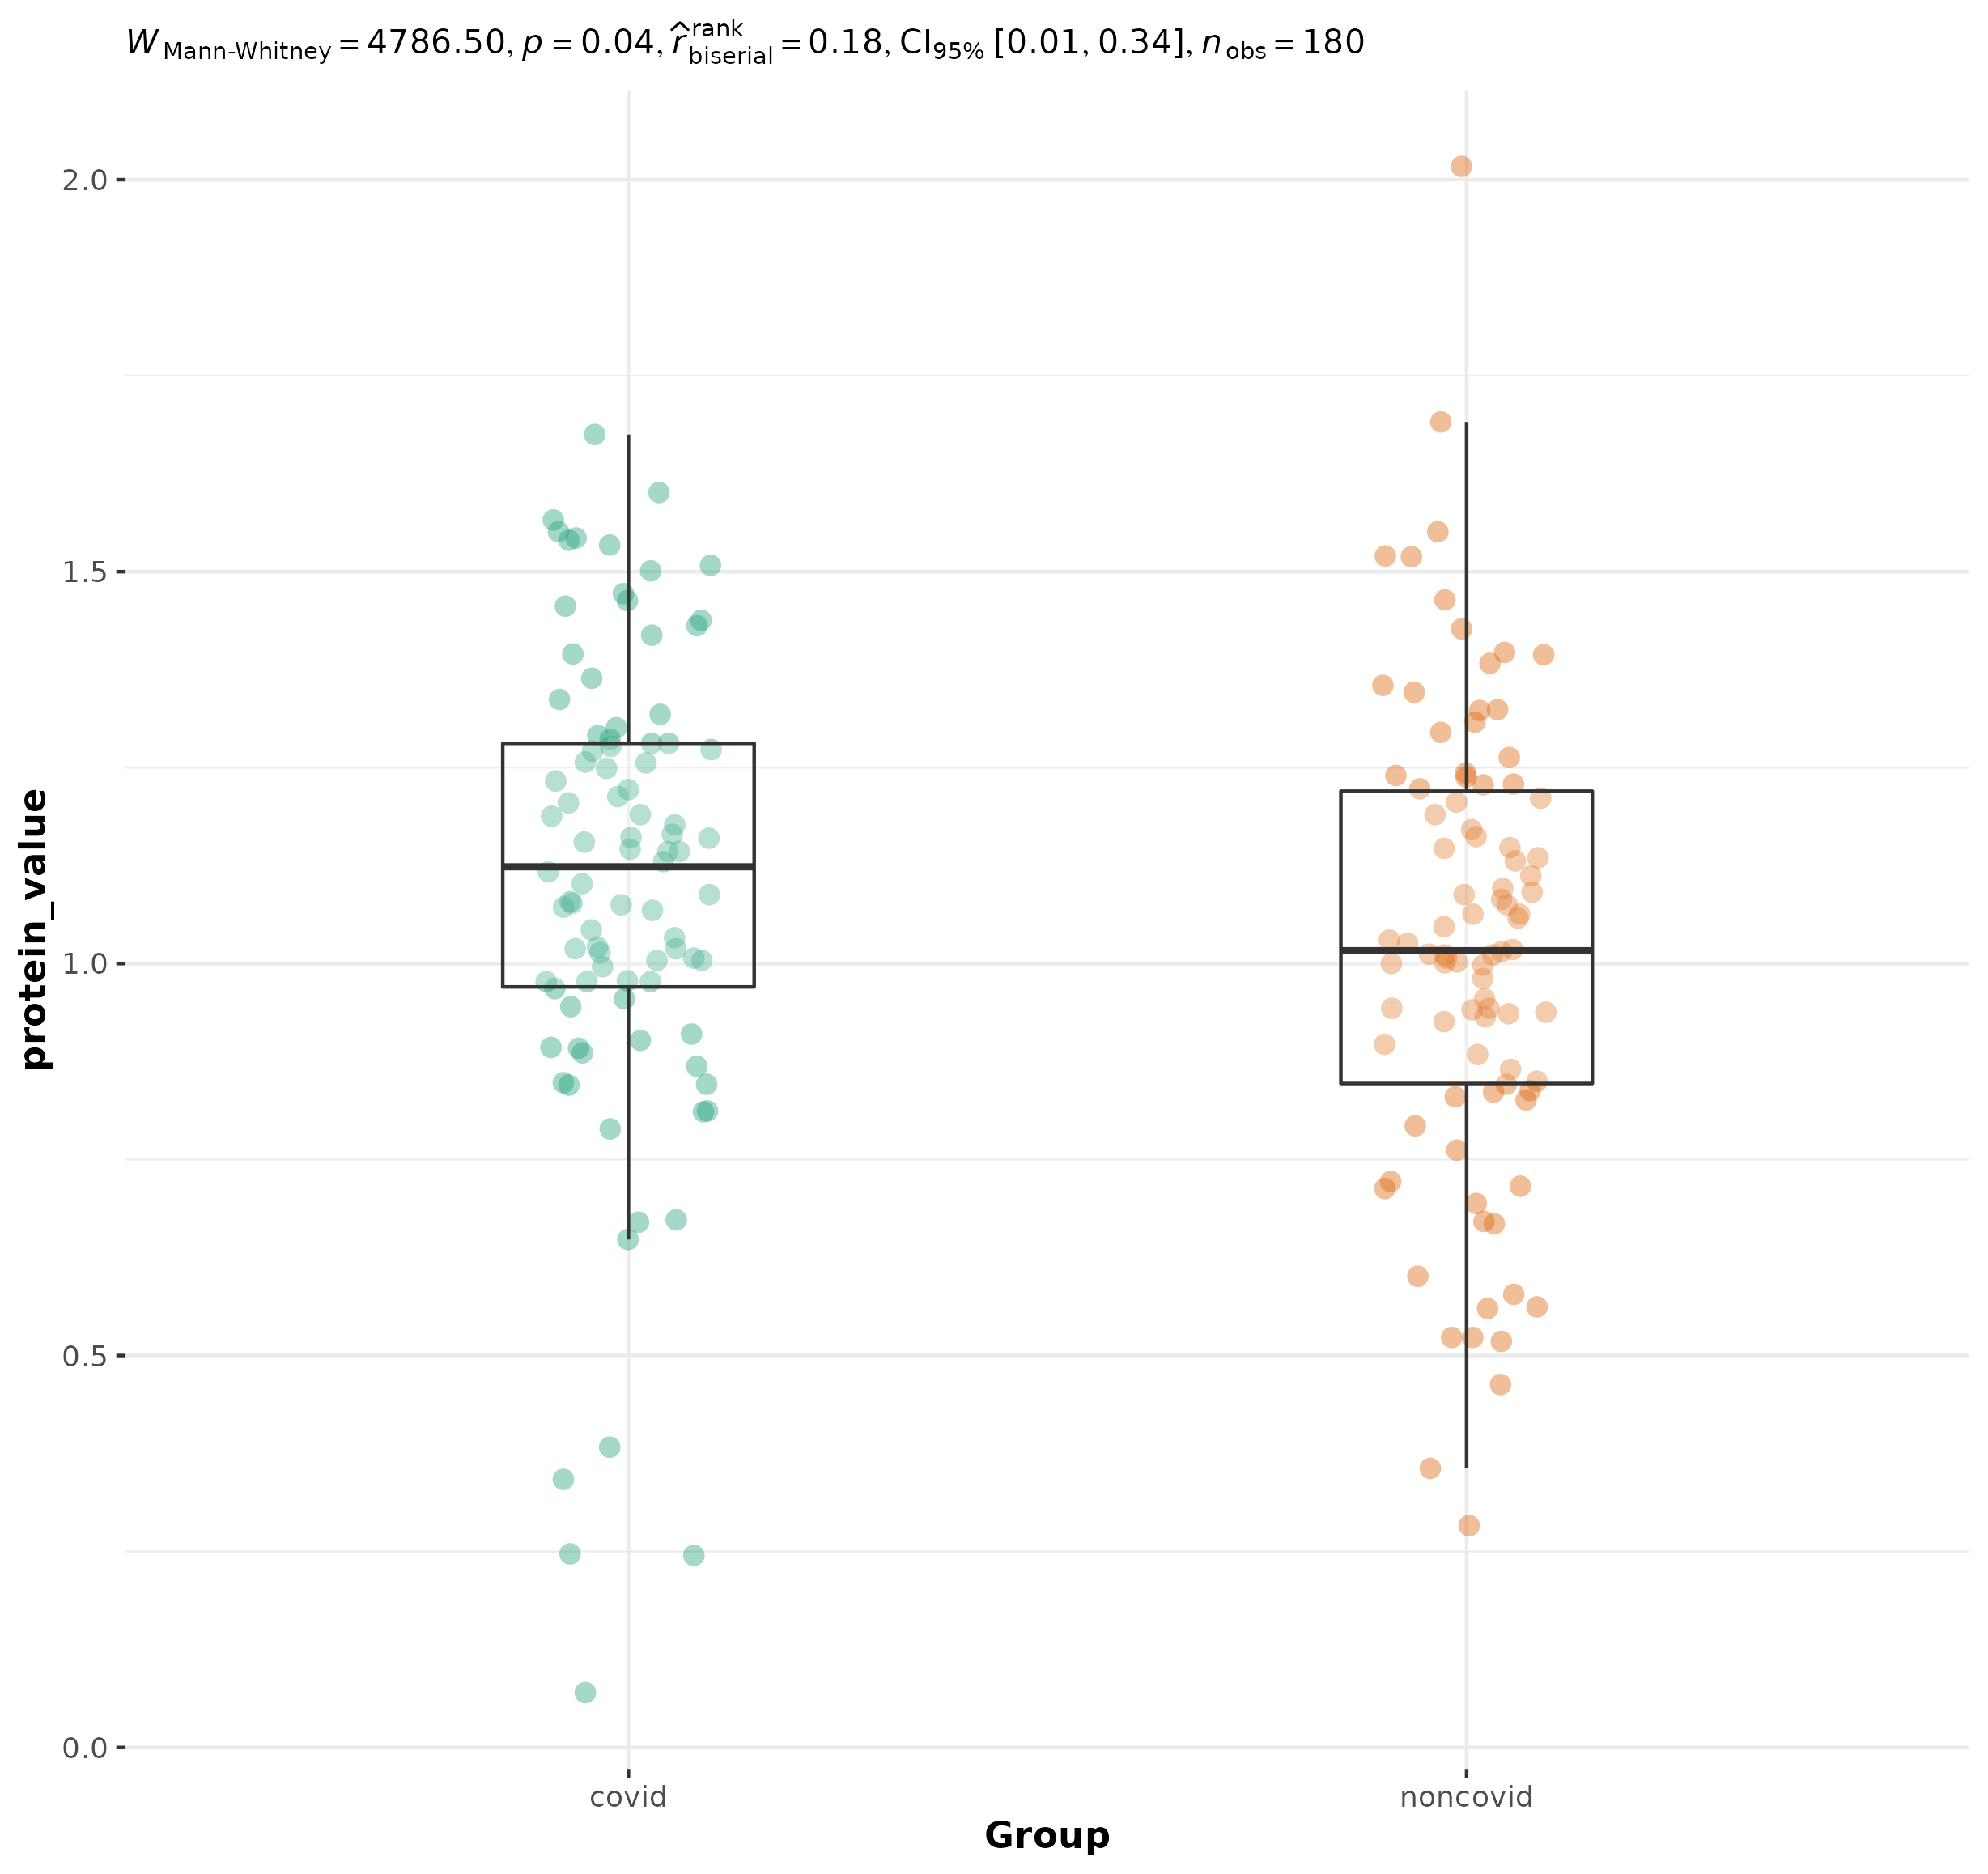 W Mann-Whitney = 4786.50, p = 0.04, r̂ rank biserial = 0.18, CI95% [0.01, 0.34], n obs = 180
protein_value
2.0
1.5
1.0
0.5
0.0
covid noncovid
Group